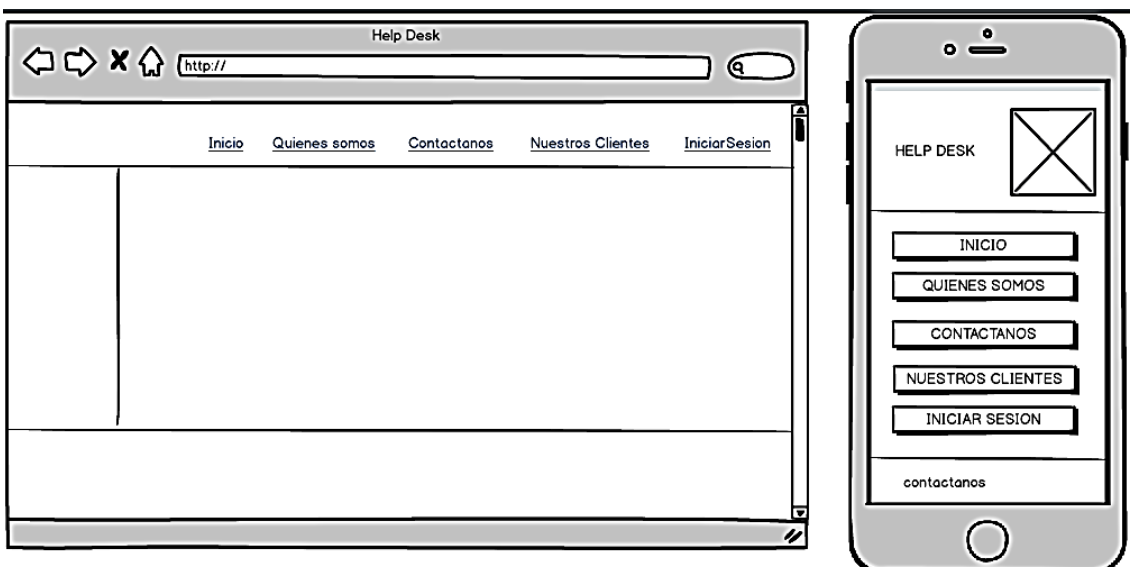 Help Desk
http://
Inicio Quienes somos Contactanos Nuestros Clientes IniciarSesion
HELP DESK
INICIO
QUIENES SOMOS
CONTACTANOS
NUESTROS CLIENTES
INICIAR SESION
contactanos